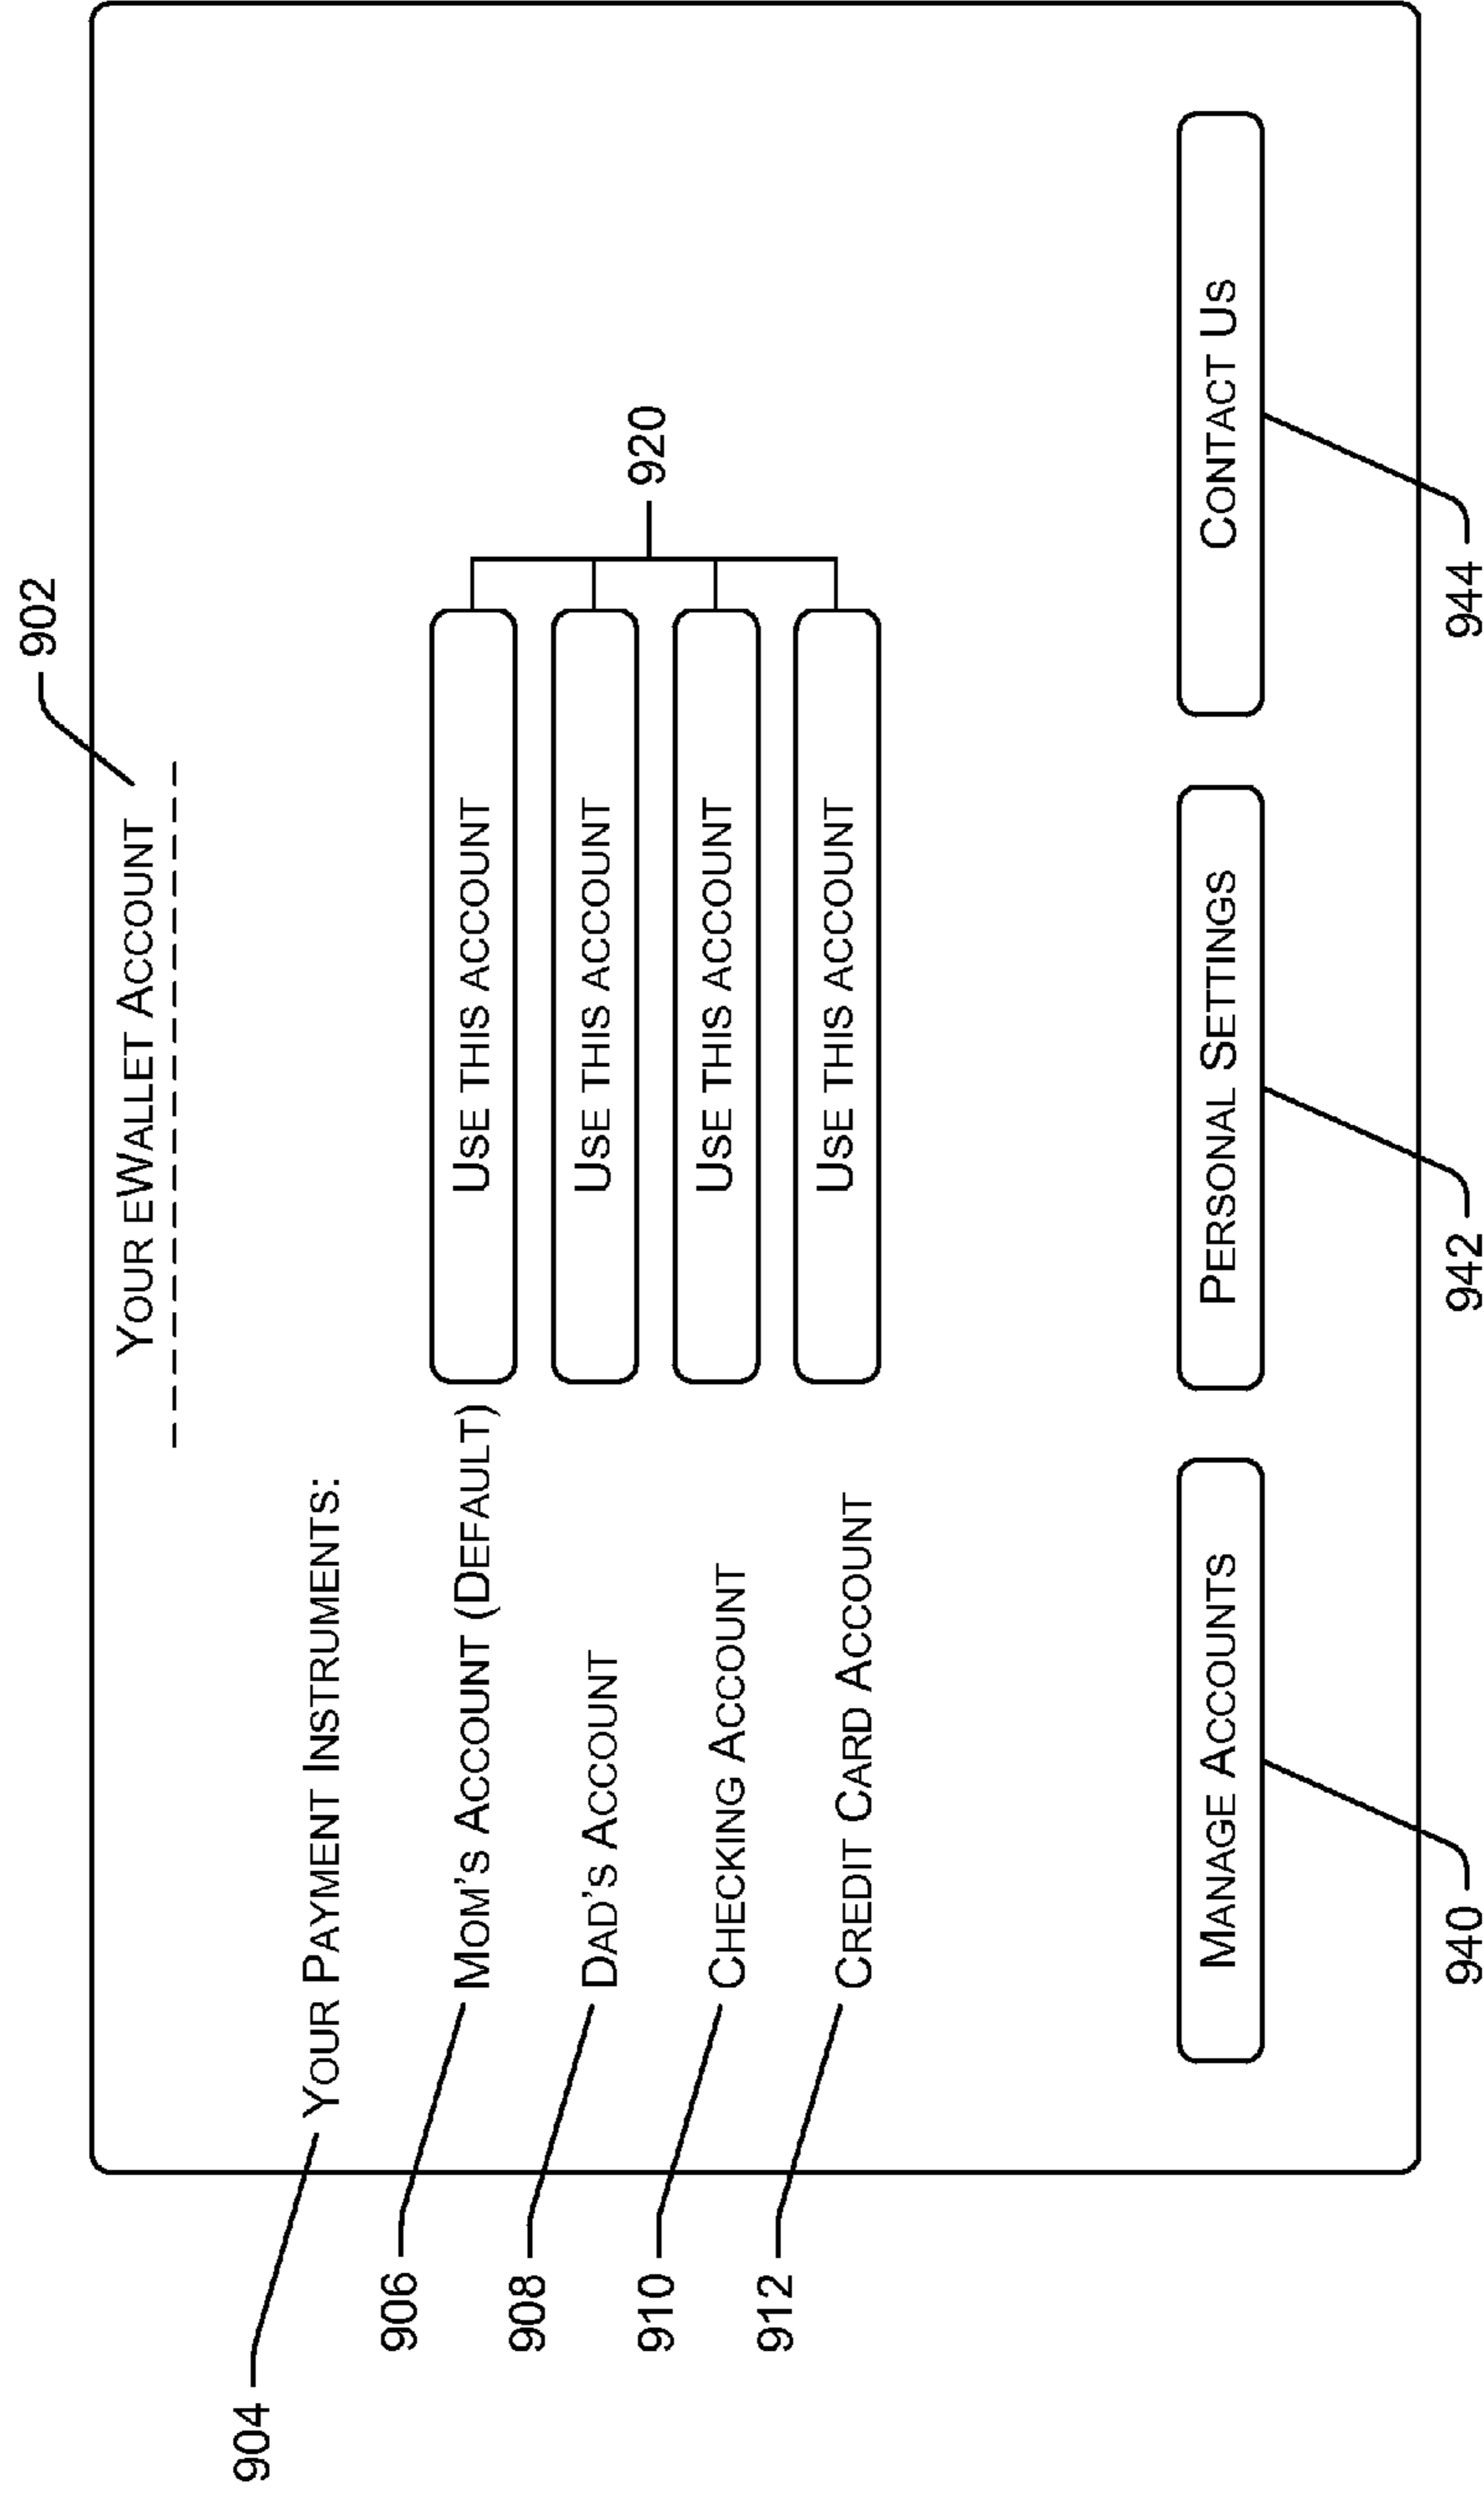 902
YOUR EWALLET ACCOUNT
904
YOUR PAYMENT INSTRUMENTS:
906
MOM'S ACCOUNT (DEFAULT)
USE THIS ACCOUNT
908
DAD'S ACCOUNT
USE THIS ACCOUNT
920
910
CHECKING ACCOUNT
USE THIS ACCOUNT
912
CREDIT CARD ACCOUNT
USE THIS ACCOUNT
MANAGE ACCOUNTS
PERSONAL SETTINGS
CONTACT US
940
942
944